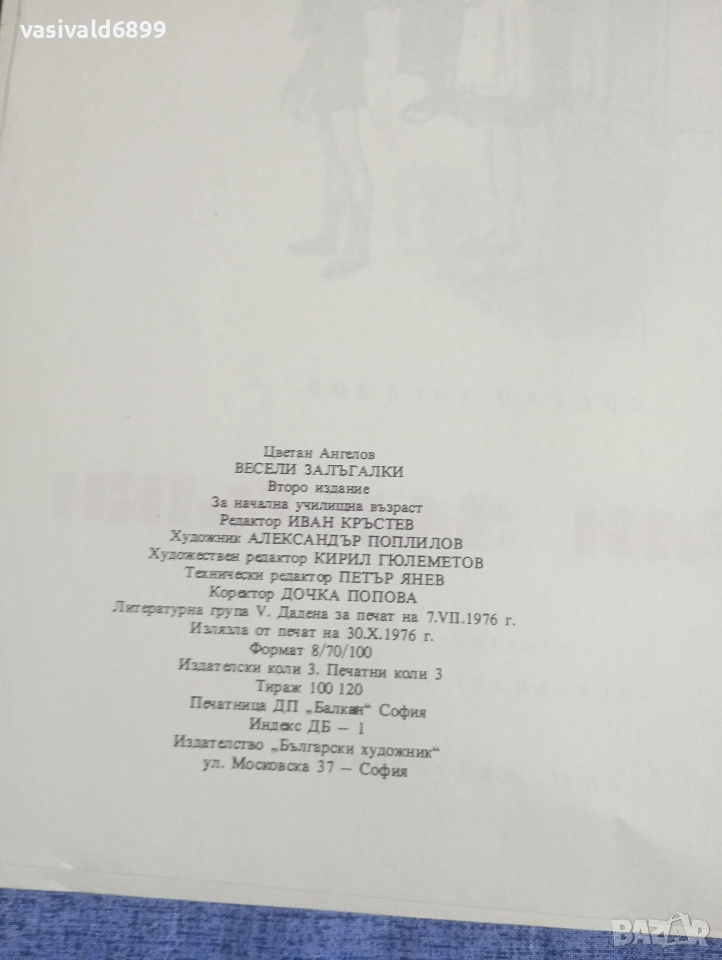 vasivald6899
Цветан Ангелов
ВЕСЕЛИ ЗАЛЪГАЛКИ
Второ издание
За начална училищна възраст
Редактор ИВАН КРЪСТЕВ
Художник АЛЕКСАНДЪР ПОПЛИЛОВ
Художествен редактор КИРИЛ ГЮЛЕМЕТОВ
Технически редактор ПЕТЪР ЯНЕВ
Коректор ДОЧКА ПОПОВА
Литературна група V. Дадена за печат на 7.VII.1976 г.
Излязла от печат на 30.X.1976 г.
Формат 8/70/100
Издателски коли 3. Печатни коли 3
Тираж 100 120
Печатница ДП „Балкан“ София
Индекс ДБ — 1
Издателство „Български художник“
ул. Московска 37 — София
BAZAR